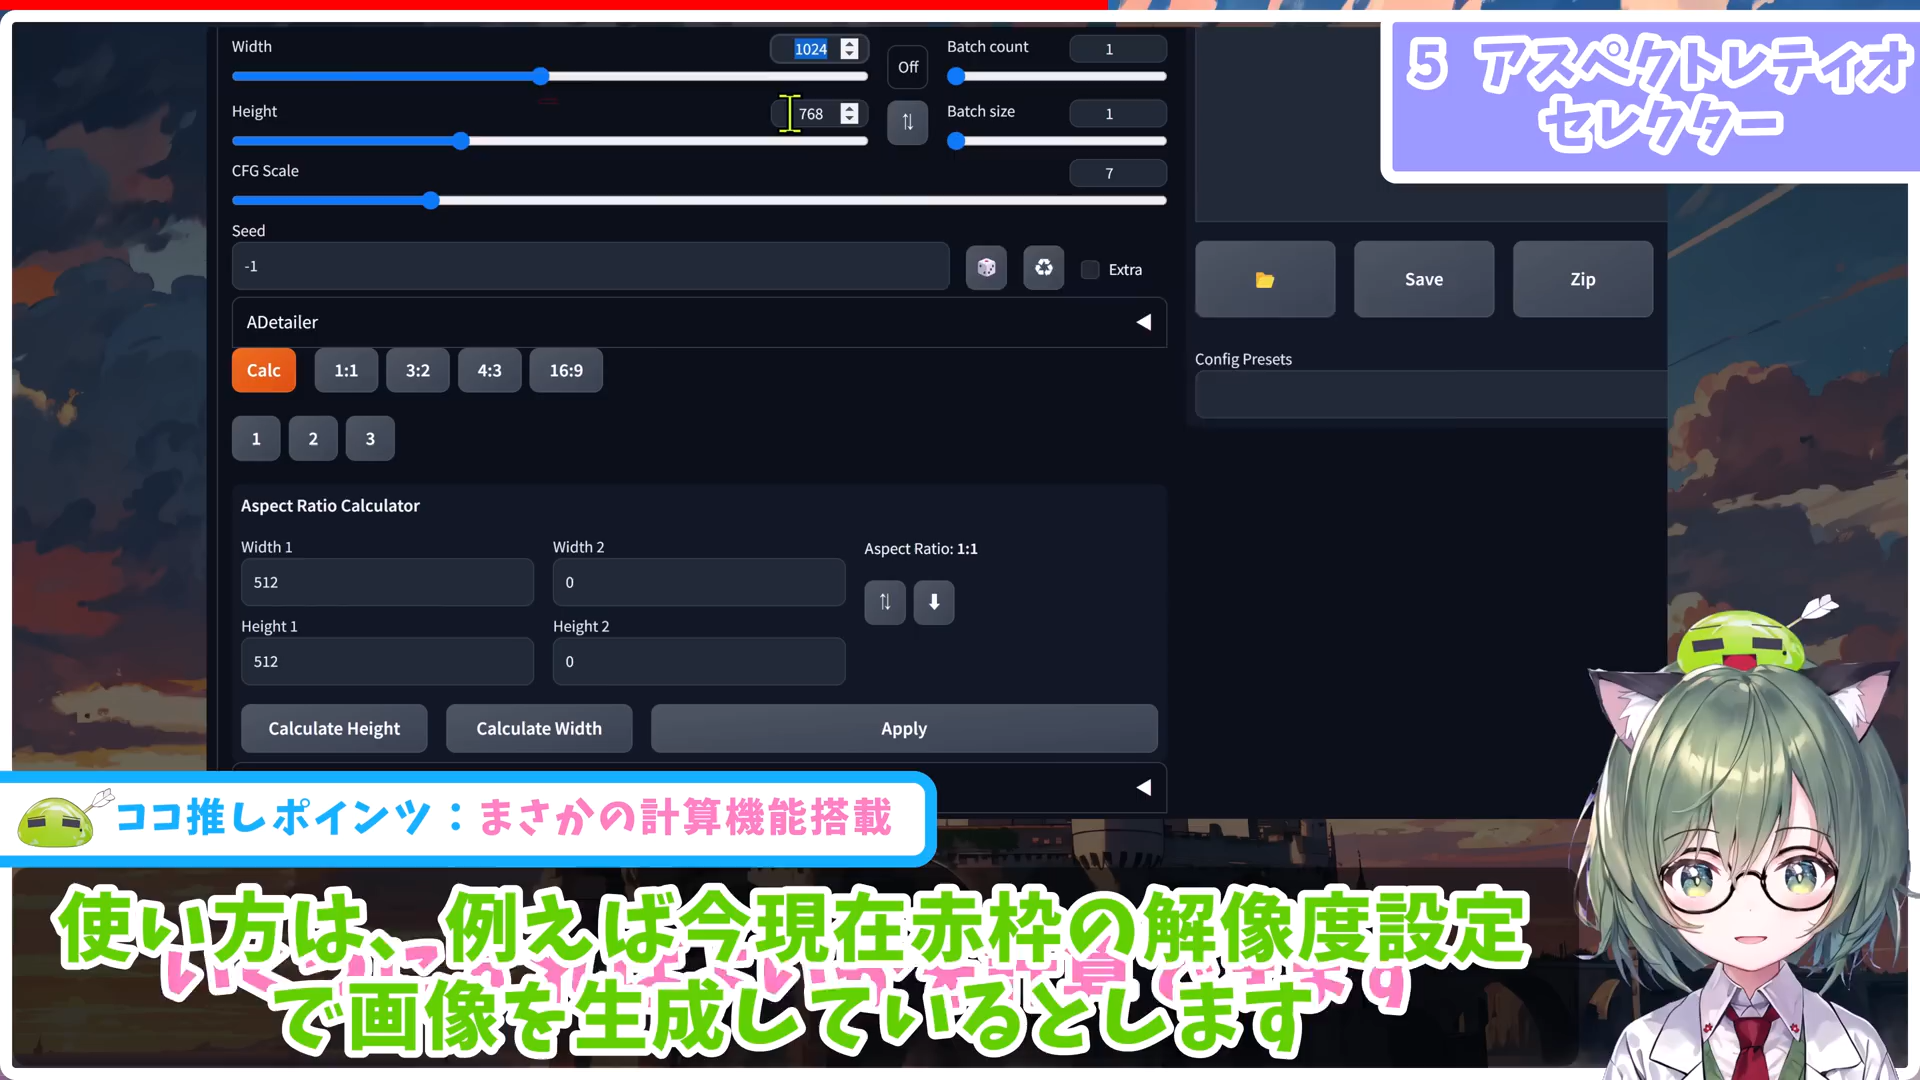 Width
1024
Off
Batch count
1
5 アスペクトレティオ
セレクター
Height
768
Batch size
1
CFG Scale
7
Seed
-1
Extra
Save
Zip
ADetailer
Calc
1:1
3:2
4:3
16:9
Config Presets
1
2
3
Aspect Ratio Calculator
Width 1
Width 2
Aspect Ratio: 1:1
512
0
Height 1
Height 2
512
0
Calculate Height
Calculate Width
Apply
ココ推しポインツ：まさかの計算機能搭載
使い方は、例えば今現在赤枠の解像度設定
で画像を生成しているとします